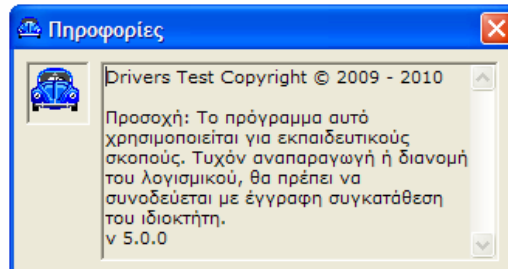 Πηροφορίες
Drivers Test Copyright © 2009 - 2010
Προσοχή: Το πρόγραμμα αυτό
χρησιμοποιείται για εκπαιδευτικούς
σκοπούς. Τυχόν αναπαραγωγή ή διανομή
του λογισμικού, θα πρέπει να
συνοδεύεται με έγγραφη συγκατάθεση
του ιδιοκτήτη.
v 5.0.0